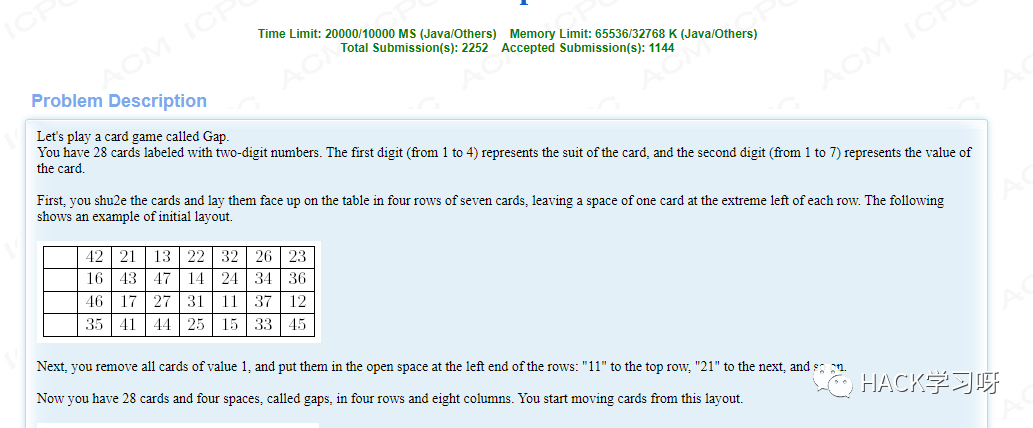 Time Limit: 20000/10000 MS (Java/Others) Memory Limit: 65536/32768 K (Java/Others)
Total Submission(s): 2252 Accepted Submission(s): 1144
Problem Description
Let's play a card game called Gap.
You have 28 cards labeled with two-digit numbers. The first digit (from 1 to 4) represents the suit of the card, and the second digit (from 1 to 7) represents the value of
the card.
First, you shu2e the cards and lay them face up on the table in four rows of seven cards, leaving a space of one card at the extreme left of each row. The following
shows an example of initial layout.
42 21 13 22 32 26 23
16 43 47 14 24 34 36
46 17 27 31 11 37 12
35 41 44 25 15 33 45
Next, you remove all cards of value 1, and put them in the open space at the left end of the rows: "11" to the top row, "21" to the next, and
HACK学习呀
Now you have 28 cards and four spaces, called gaps, in four rows and eight columns. You start moving cards from this layout.